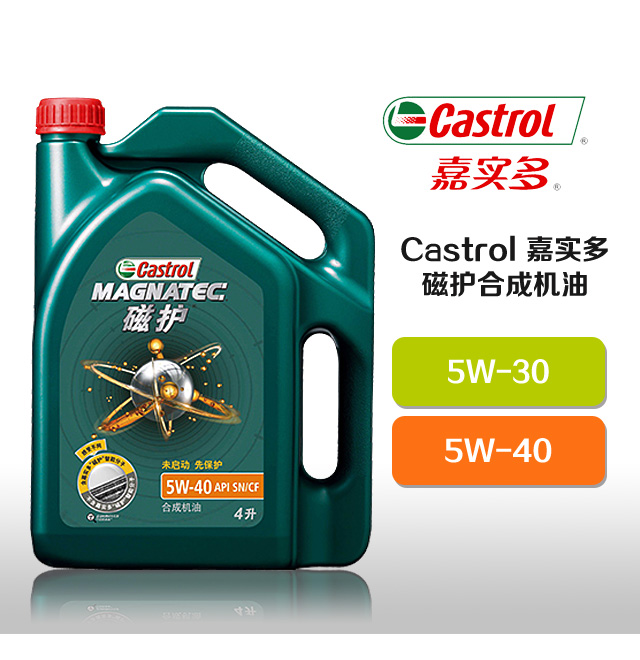 Castrol
嘉实多
Castrol 嘉实多
磁护合成机油
5W-30
5W-40
Castrol
MAGNATEC
磁护
未启动 先保护
5W-40 API SN/CF
合成机油
4升